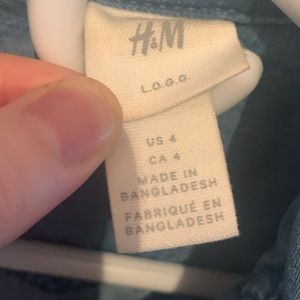 H&M
L.O.G.G.
US 4
CA 4
MADE IN
BANGLADESH
FABRIQUÉ EN
BANGLADESH